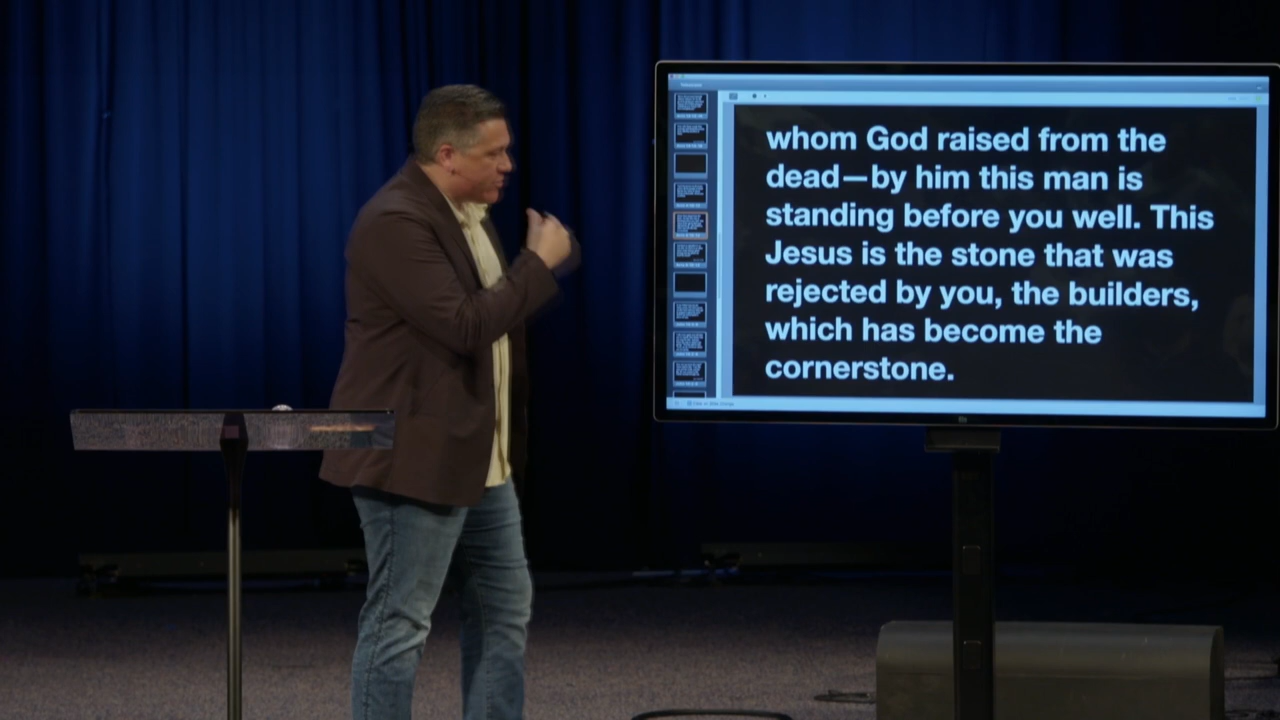 whom God raised from the
dead—by him this man is
standing before you well. This
Jesus is the stone that was
rejected by you, the builders,
which has become the
cornerstone.